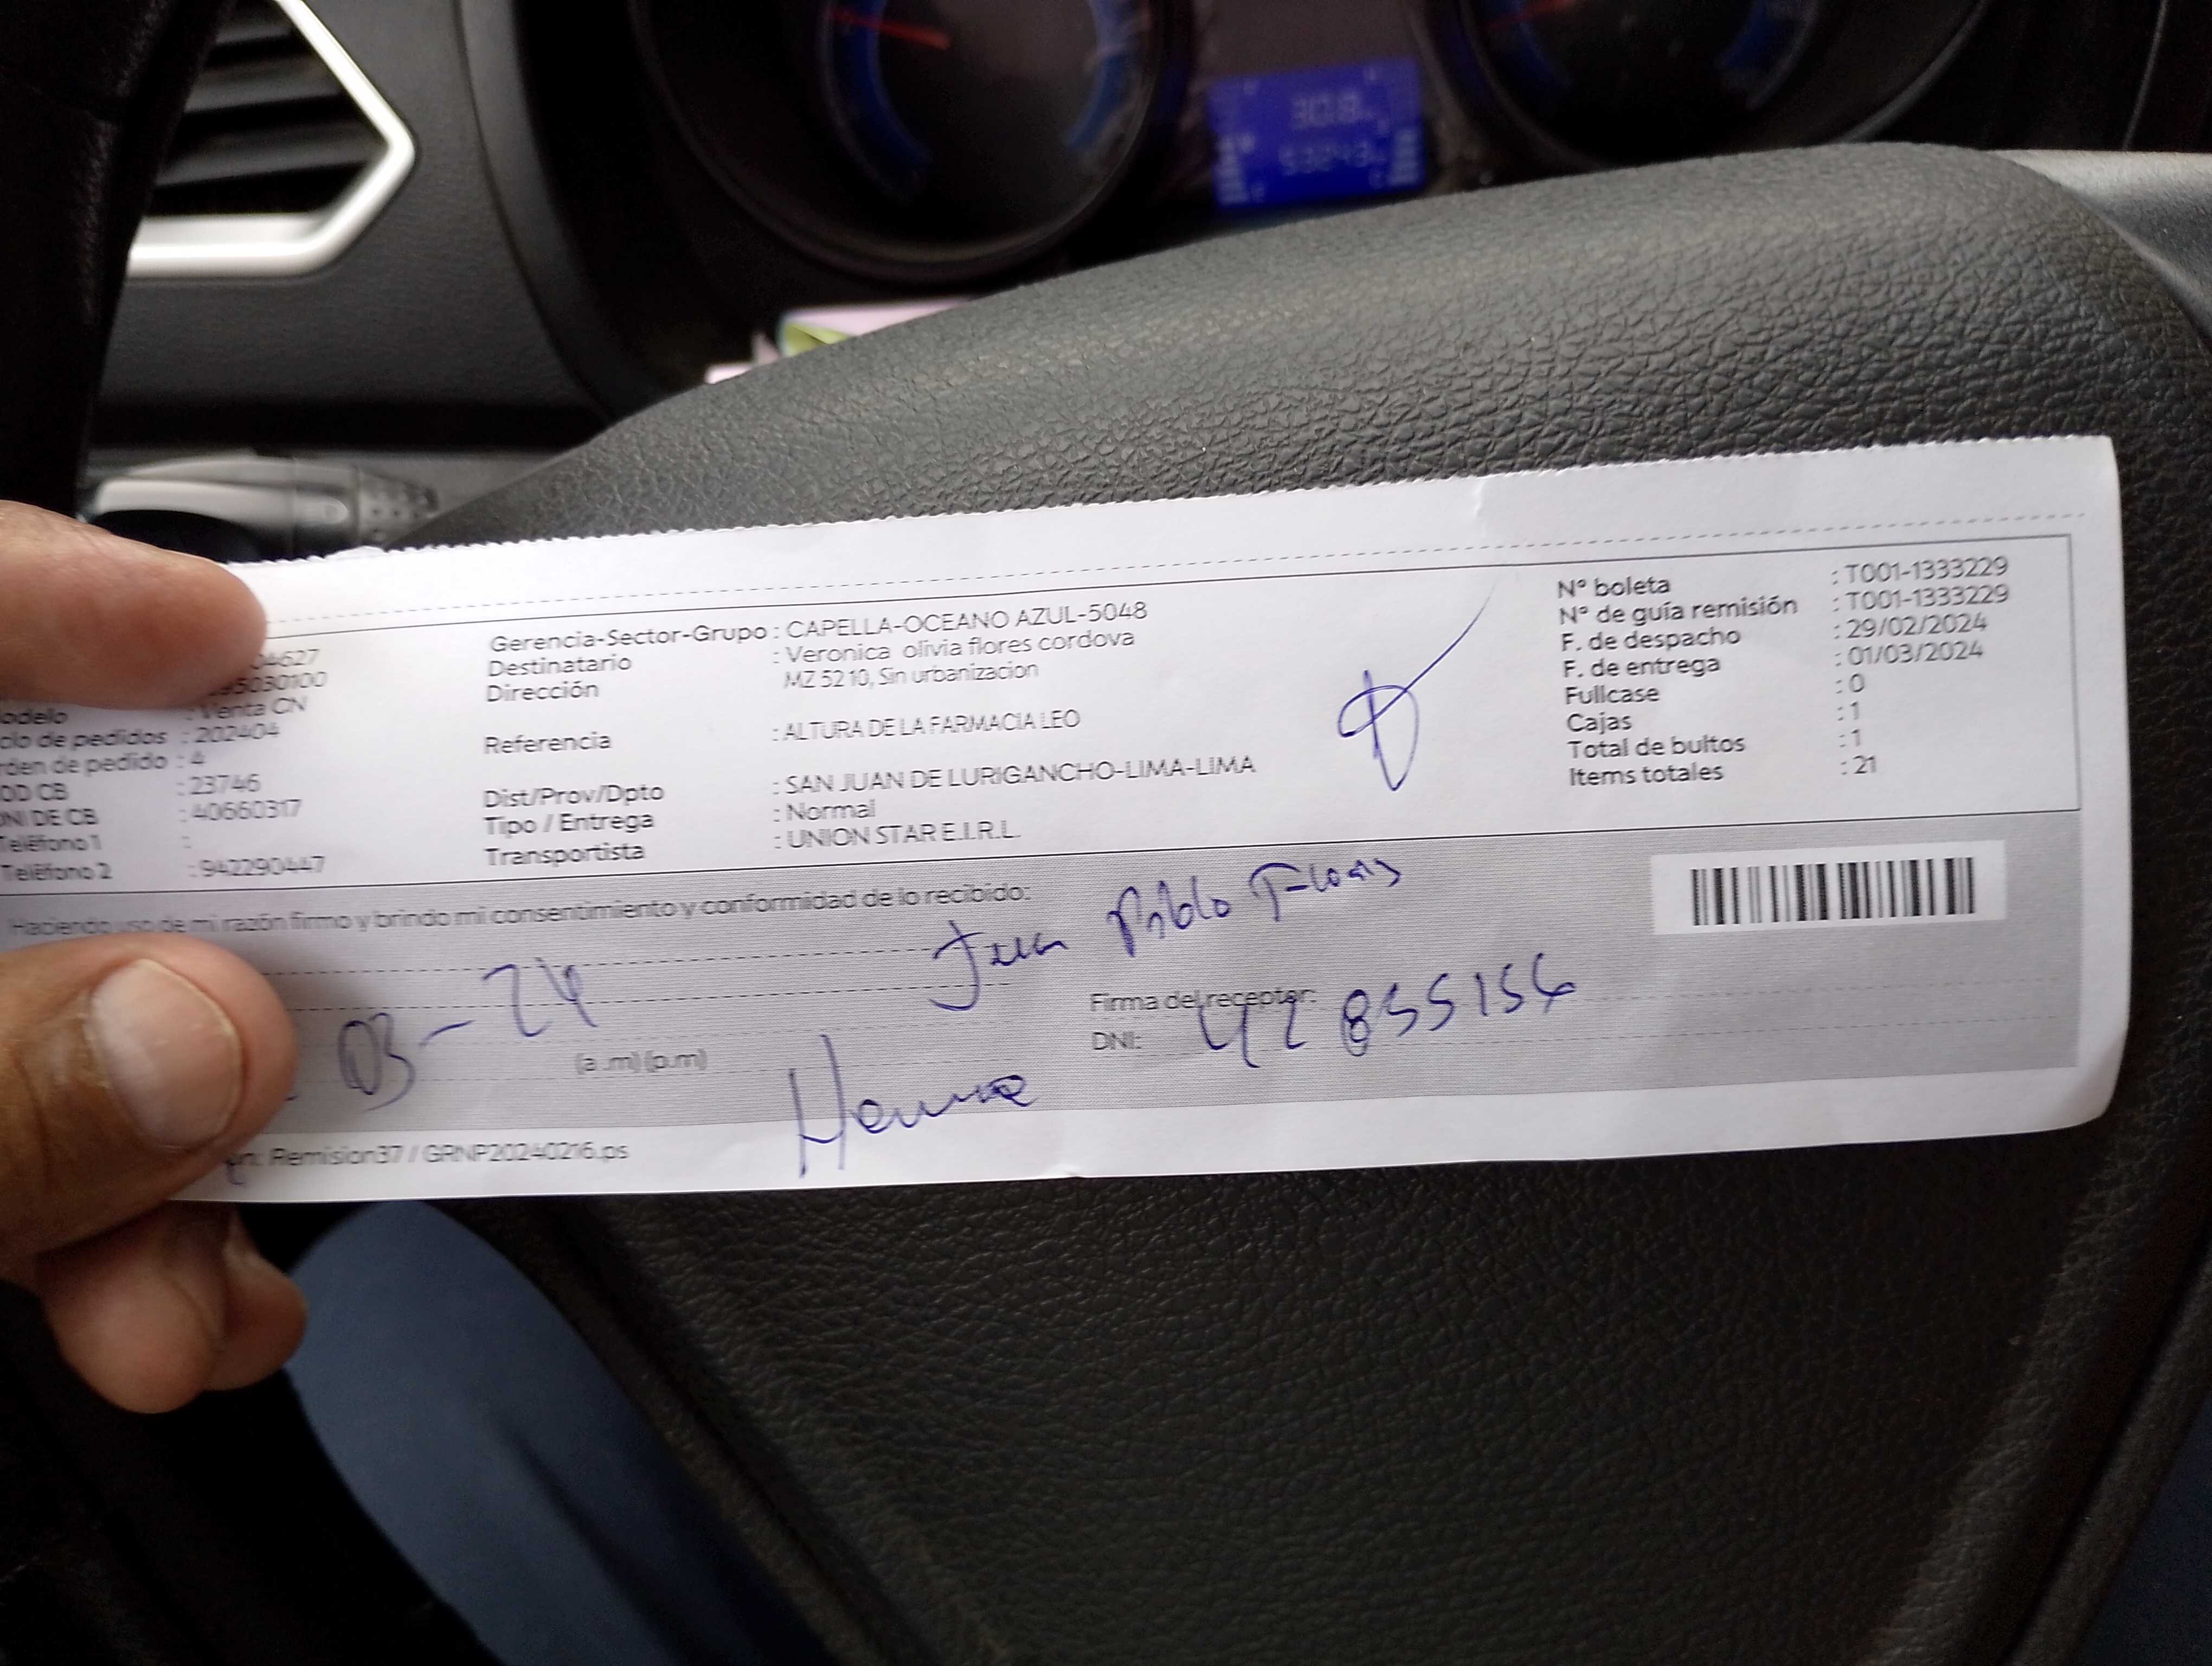 04627
95030100
odelo : Venta CN
clo de pedidos : 202404
rden de pedido : 4
OD CB : 23746
NI DE CB : 40660317
Teléfono 1 :
Teléfono 2 : 942290447
Gerencia-Sector-Grupo : CAPELLA-OCEANO AZUL-5048
Destinatario : Veronica olivia flores cordova
Dirección MZ 52 10, Sin urbanizacion
Referencia : ALTURA DE LA FARMACIA LEO
Dist/Prov/Dpto : SAN JUAN DE LURIGANCHO-LIMA-LIMA
Tipo / Entrega : Normal
Transportista : UNION STAR E.I.R.L.
N° boleta : T001-1333229
N° de guía remisión : T001-1333229
F. de despacho : 29/02/2024
F. de entrega : 01/03/2024
Fullcase : 0
Cajas : 1
Total de bultos : 1
Items totales : 21
Haciendo uso de mi razón firmo y brindo mi consentimiento y conformidad de lo recibido:
Juan Pablo Flores
03-24
(a .m) (p.m)
Firma del receptor:
DNI: 42855156
n: Remision37 / GRNP20240216.ps